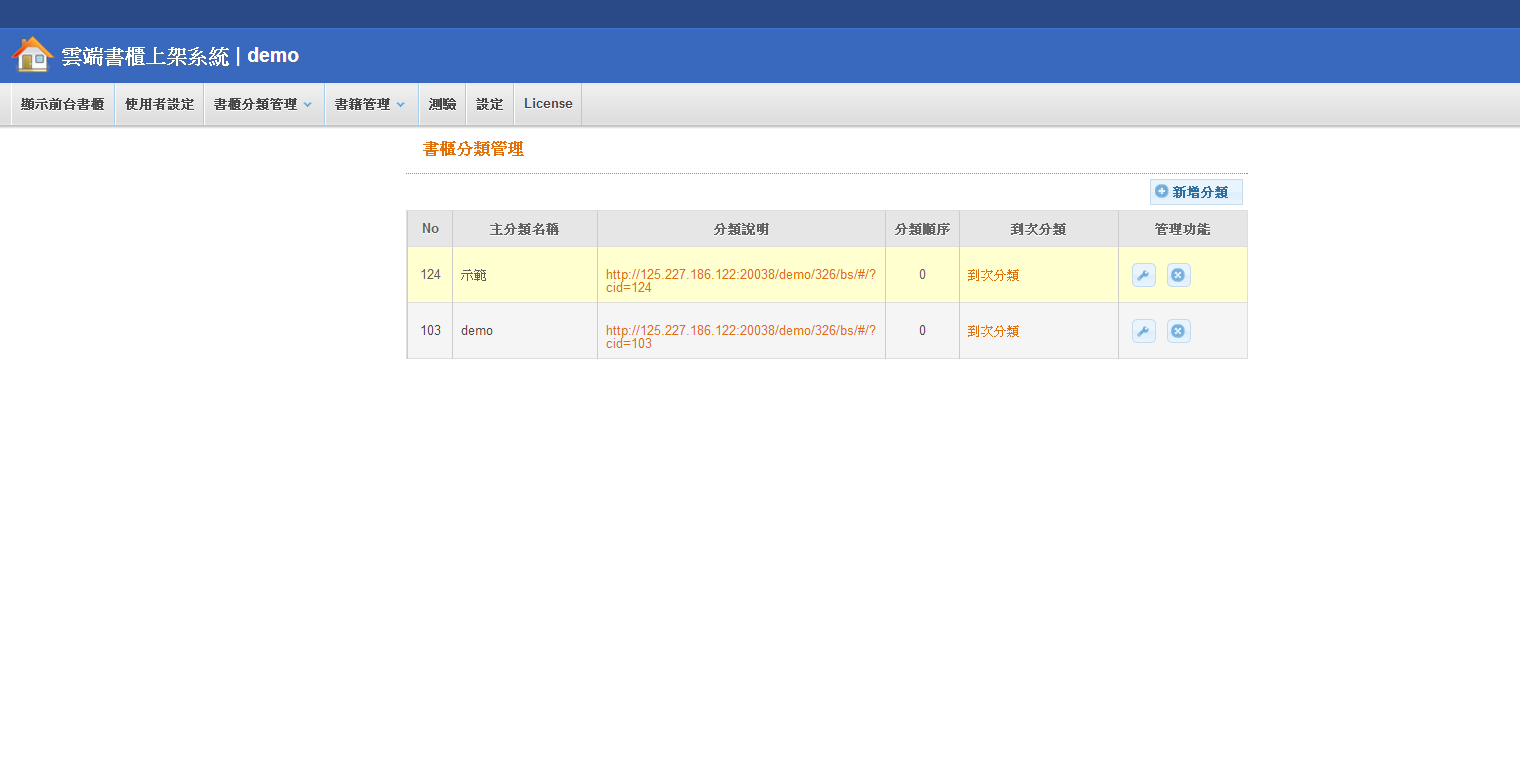 雲端書櫃上架系統 | demo
顯示前台書櫃 使用者設定 書櫃分類管理 書籍管理 測驗 設定 License
書櫃分類管理
新增分類
No 主分類名稱 分類說明 分類順序 到次分類 管理功能
124 示範 http://125.227.186.122:20038/demo/326/bs/#/? 0 到次分類
cid=124
103 demo http://125.227.186.122:20038/demo/326/bs/#/? 0 到次分類
cid=103